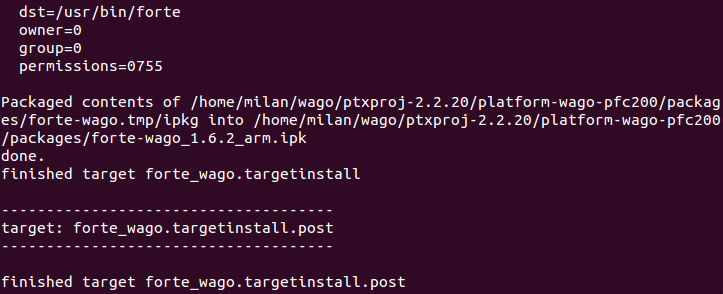 dst=/usr/bin/forte
owner=0
group=0
permissions=0755
Packaged contents of /home/milan/wago/ptxproj-2.2.20/platform-wago-pfc200/packag
es/forte-wago.tmp/ipkg into /home/milan/wago/ptxproj-2.2.20/platform-wago-pfc200
/packages/forte-wago_1.6.2_arm.ipk
done.
finished target forte_wago.targetinstall
-------------------------------------
target: forte_wago.targetinstall.post
-------------------------------------
finished target forte_wago.targetinstall.post